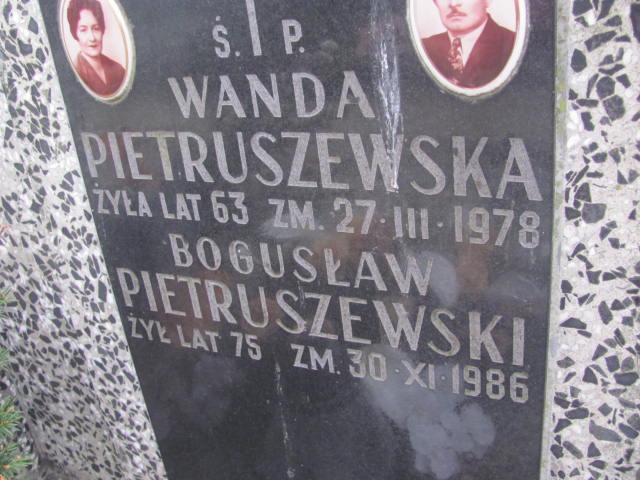 Ś. P.
WANDA
PIETRUSZEWSKA
ŻYŁA LAT 63 ZM. 27·III·1978
BOGUSŁAW
PIETRUSZEWSKI
ŻYŁ LAT 75 ZM. 30·XI·1986